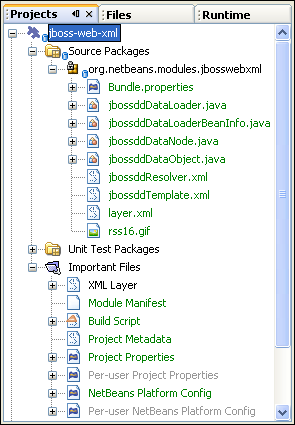 Projects Files Runtime
jboss-web-xml
Source Packages
org.netbeans.modules.jbosswebxml
Bundle.properties
jbossddDataLoader.java
jbossddDataLoaderBeanInfo.java
jbossddDataNode.java
jbossddDataObject.java
jbossddResolver.xml
jbossddTemplate.xml
layer.xml
rss16.gif
Unit Test Packages
Important Files
XML Layer
Module Manifest
Build Script
Project Metadata
Project Properties
Per-user Project Properties
NetBeans Platform Config
Per-user NetBeans Platform Config